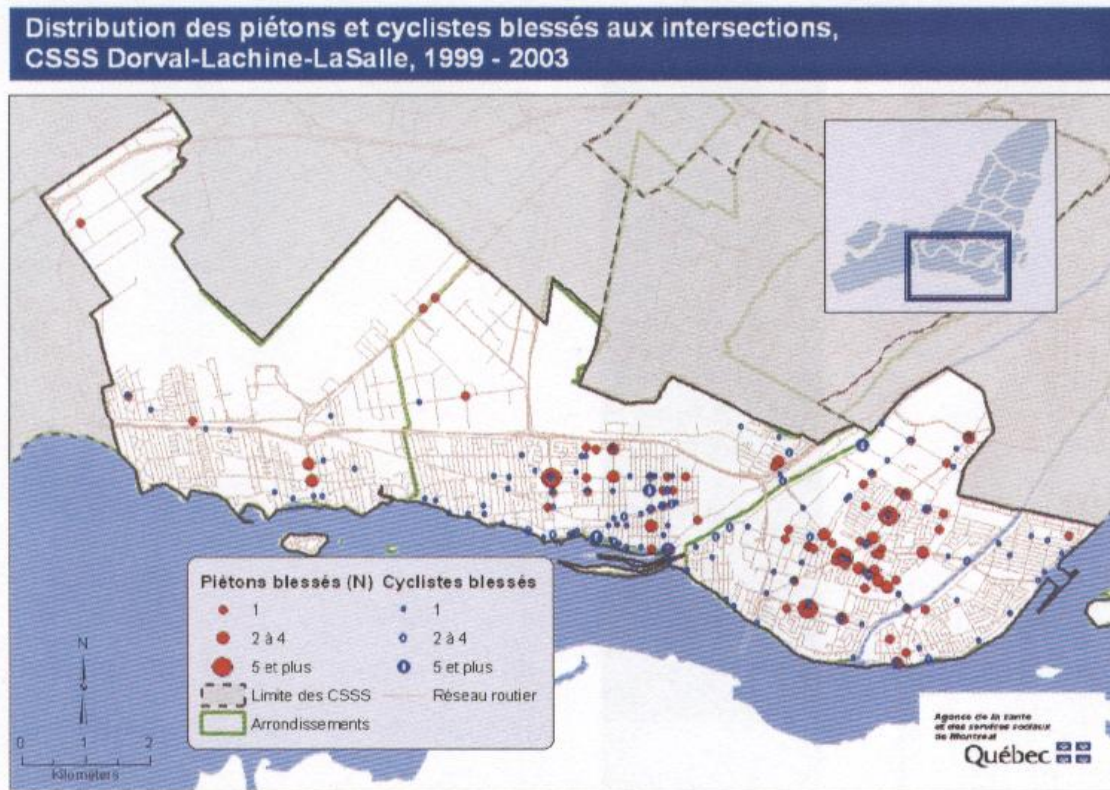 Distribution des piétons et cyclistes blessés aux intersections,
CSSS Dorval-Lachine-LaSalle, 1999 - 2003
Piétons blessés (N) Cyclistes blessés
1 1
2 à 4 2 à 4
5 et plus 5 et plus
Limite des CSSS Réseau routier
Arrondissements
N
0 1 2
Kilometers
Agence de la santé
et des services sociaux
de Montréal
Québec